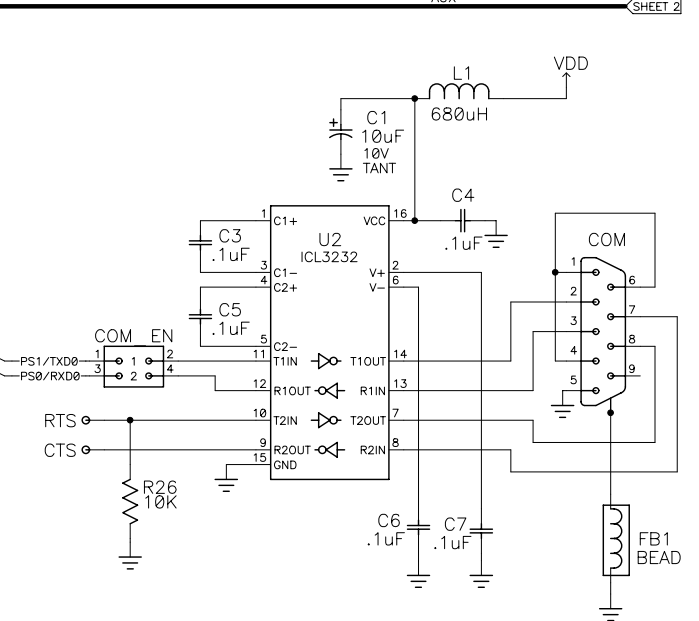 SHEET 2
VDD
L1
680uH
+
C1
10uF
10V
TANT
C4
.1uF
1
C1+
VCC
16
C3
.1uF
U2
ICL3232
COM
3
C1-
V+
2
4
C2+
V-
6
C5
.1uF
1
6
2
7
3
8
4
9
5
5
C2-
COM_EN
PS1/TXD0
1
1
2
11
T1IN
T1OUT
14
PS0/RXD0
3
2
4
12
R1OUT
R1IN
13
RTS
10
T2IN
T2OUT
7
CTS
9
R2OUT
R2IN
8
15
GND
R26
10K
C6
.1uF
C7
.1uF
FB1
BEAD